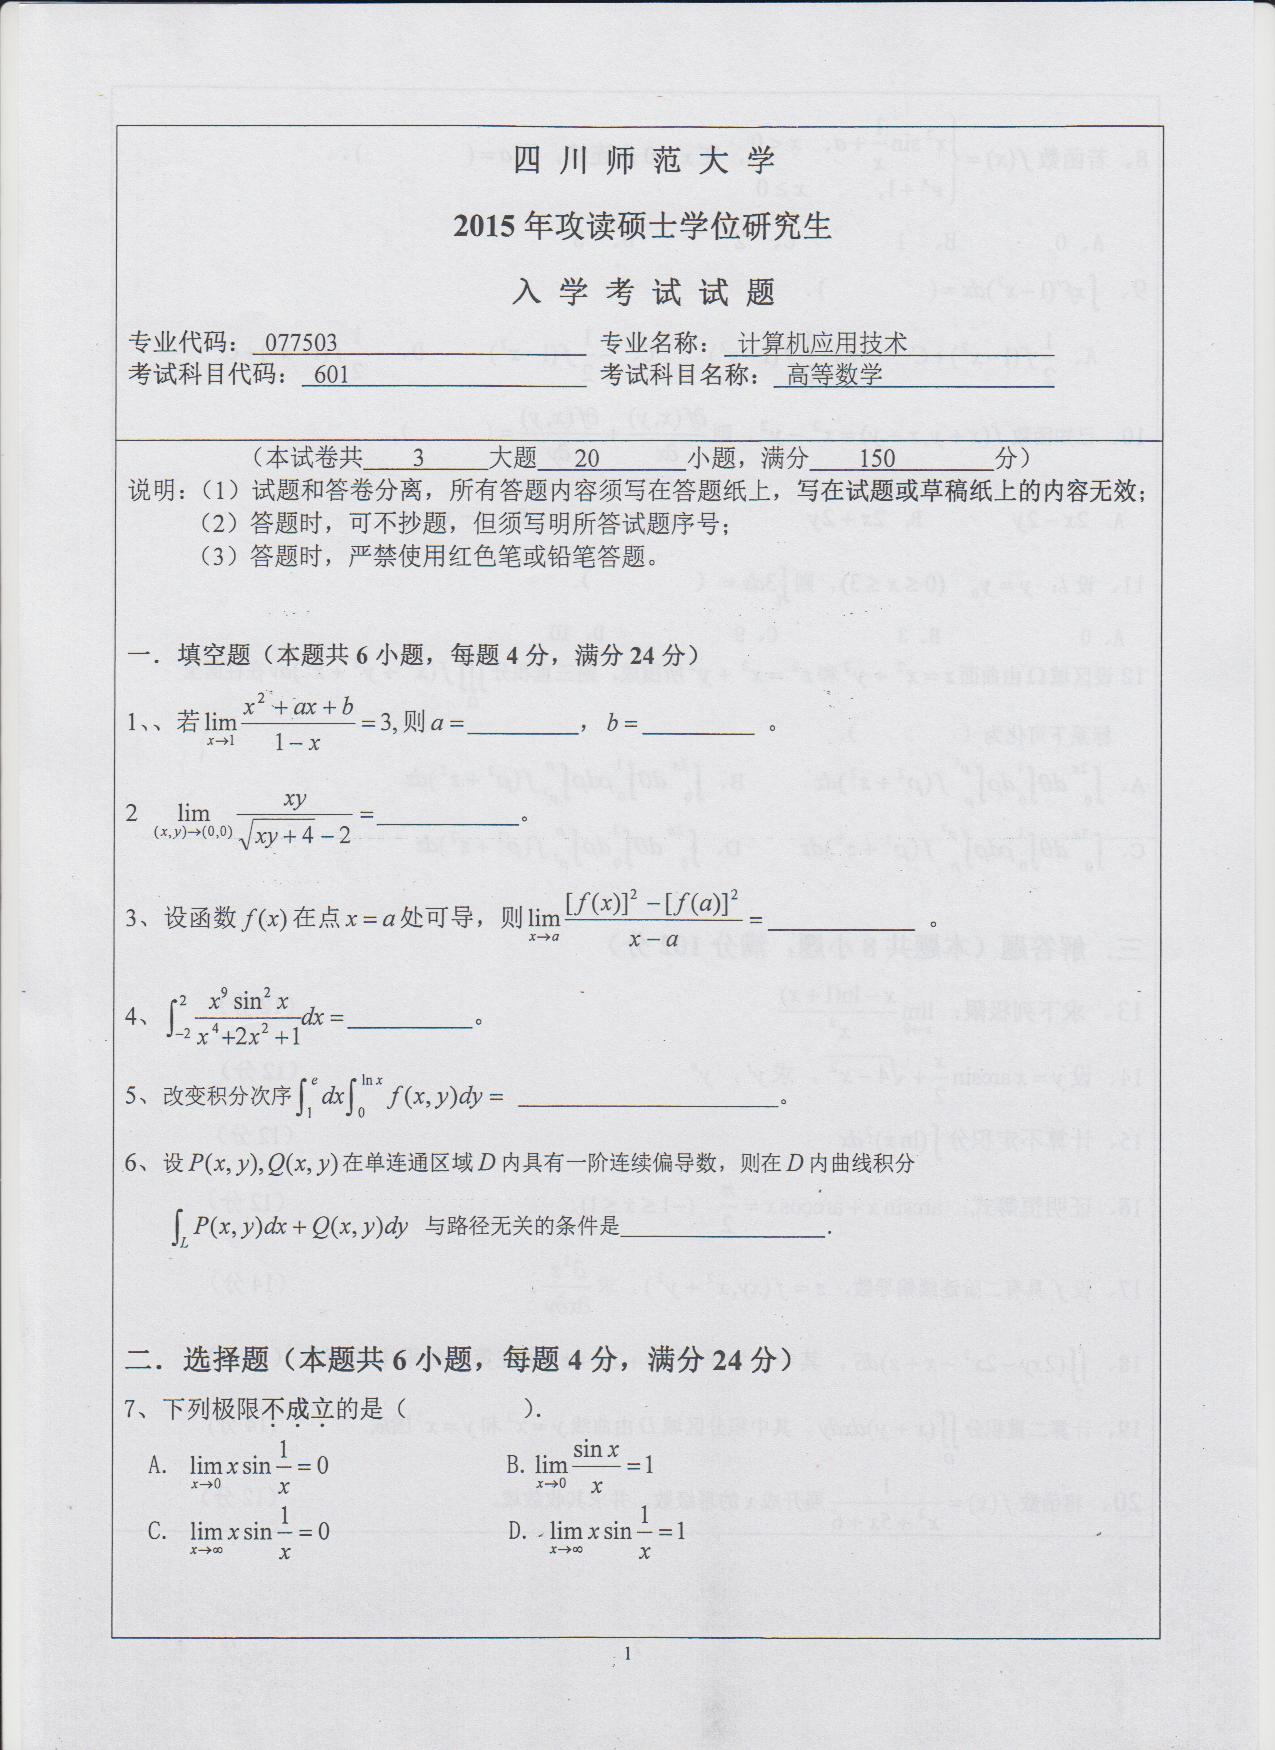 四 川 师 范 大 学
2015 年攻读硕士学位研究生
入 学 考 试 试 题
专业代码： 077503 专业名称： 计算机应用技术
考试科目代码： 601 考试科目名称： 高等数学
（本试卷共 3 大题 20 小题，满分 150 分）
说明：（1）试题和答卷分离，所有答题内容须写在答题纸上，写在试题或草稿纸上的内容无效；
（2）答题时，可不抄题，但须写明所答试题序号；
（3）答题时，严禁使用红色笔或铅笔答题。
一．填空题（本题共 6 小题，每题 4 分，满分 24 分）
1、、若 $\lim_{x\to 1}\frac{x^2+ax+b}{1-x}=3$, 则 a =________， b =________ 。
2 $\lim_{(x,y)\to(0,0)}\frac{xy}{\sqrt{xy+4}-2}$ =__________。
3、设函数 f(x) 在点 x = a 处可导，则 $\lim_{x\to a}\frac{[f(x)]^2-[f(a)]^2}{x-a}$ = __________ 。
4、$\int_{-2}^{2}\frac{x^9\sin^2 x}{x^4+2x^2+1}dx$ =_________。
5、改变积分次序 $\int_1^e dx\int_0^{\ln x} f(x,y)dy$ = __________________。
6、设 P(x, y), Q(x, y) 在单连通区域 D 内具有一阶连续偏导数，则在 D 内曲线积分
$\int_L P(x,y)dx+Q(x,y)dy$ 与路径无关的条件是______________.
二．选择题（本题共 6 小题，每题 4 分，满分 24 分）
7、下列极限不成立的是（ ）.
A. $\lim_{x\to 0}x\sin\frac{1}{x}=0$ B. $\lim_{x\to 0}\frac{\sin x}{x}=1$
C. $\lim_{x\to\infty}x\sin\frac{1}{x}=0$ D. $\lim_{x\to\infty}x\sin\frac{1}{x}=1$
1